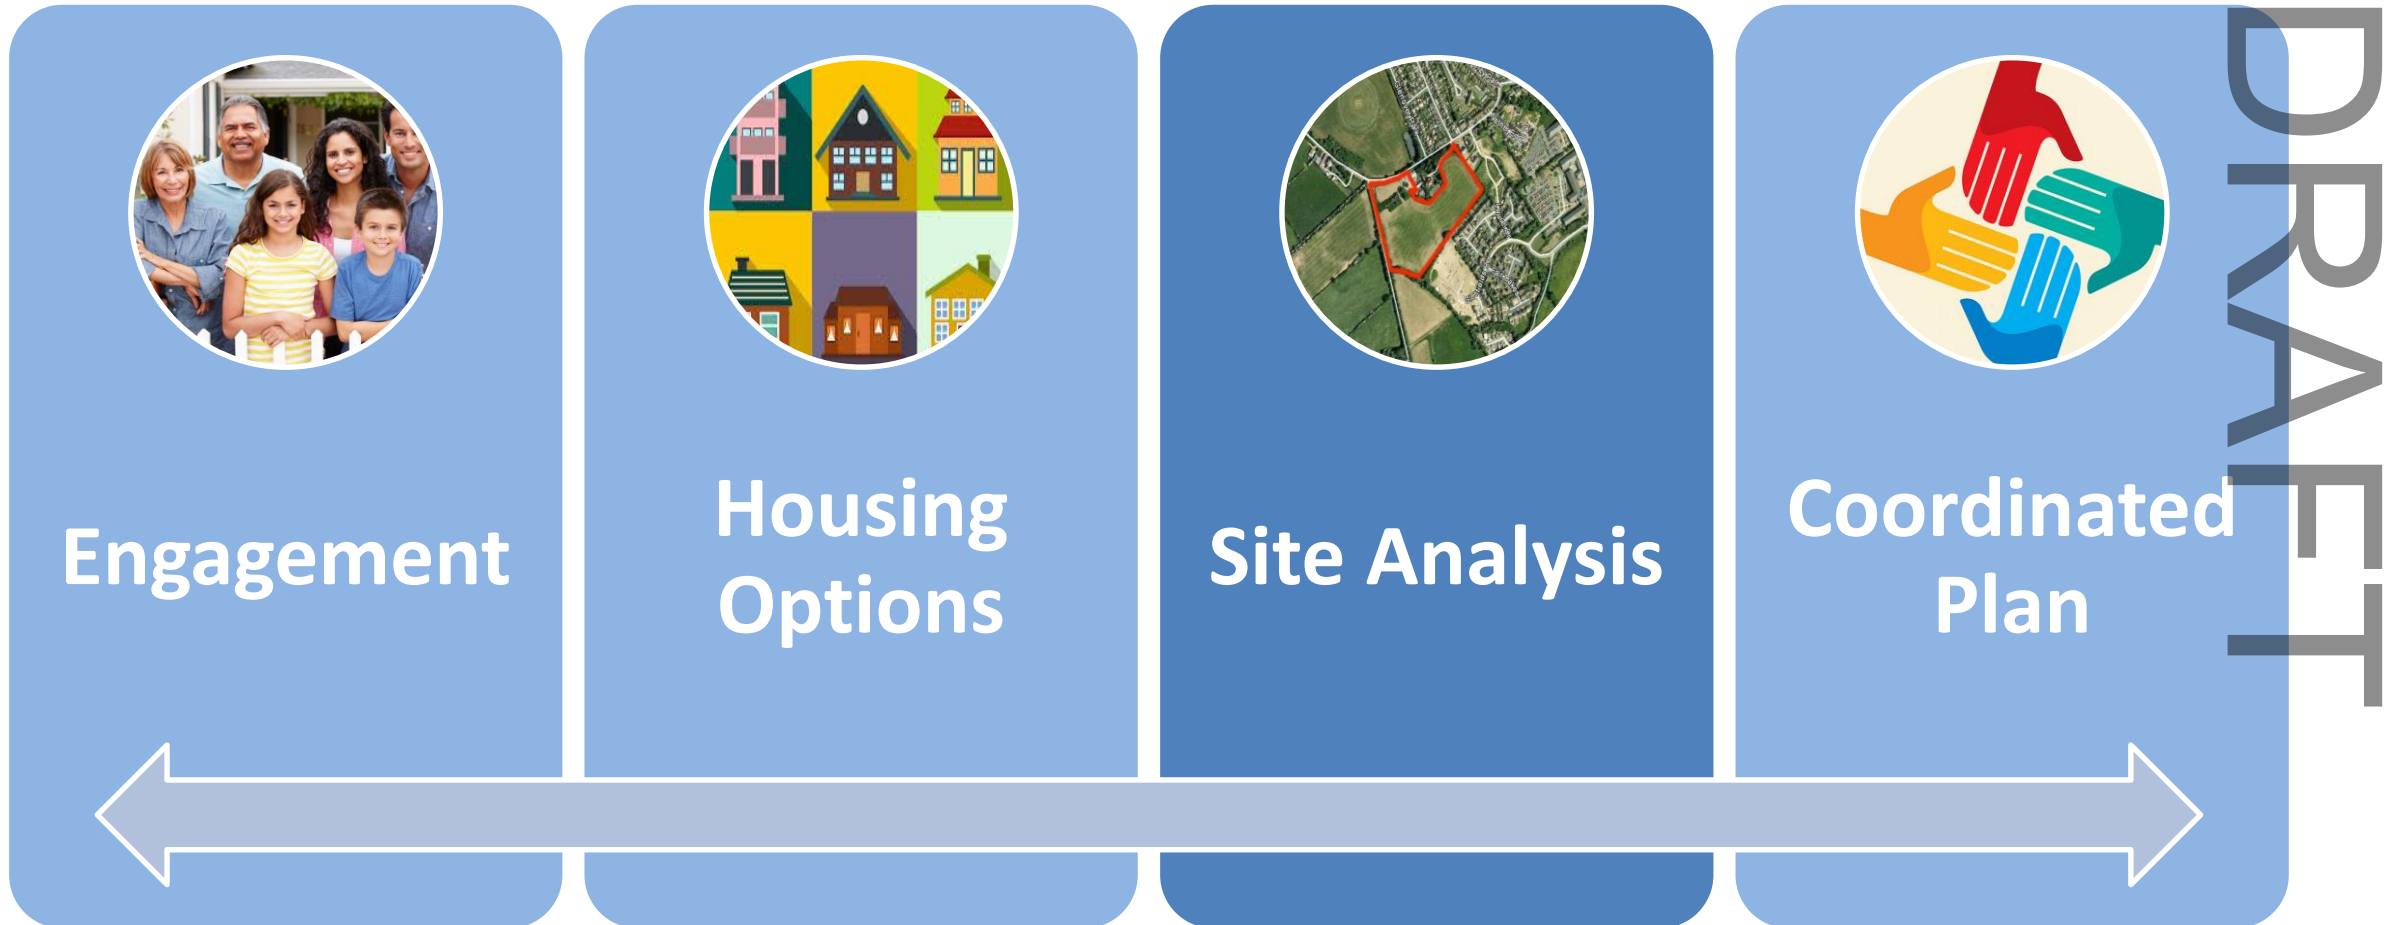 Engagement
Housing
Options
Site Analysis
Coordinated
Plan
DRAFT